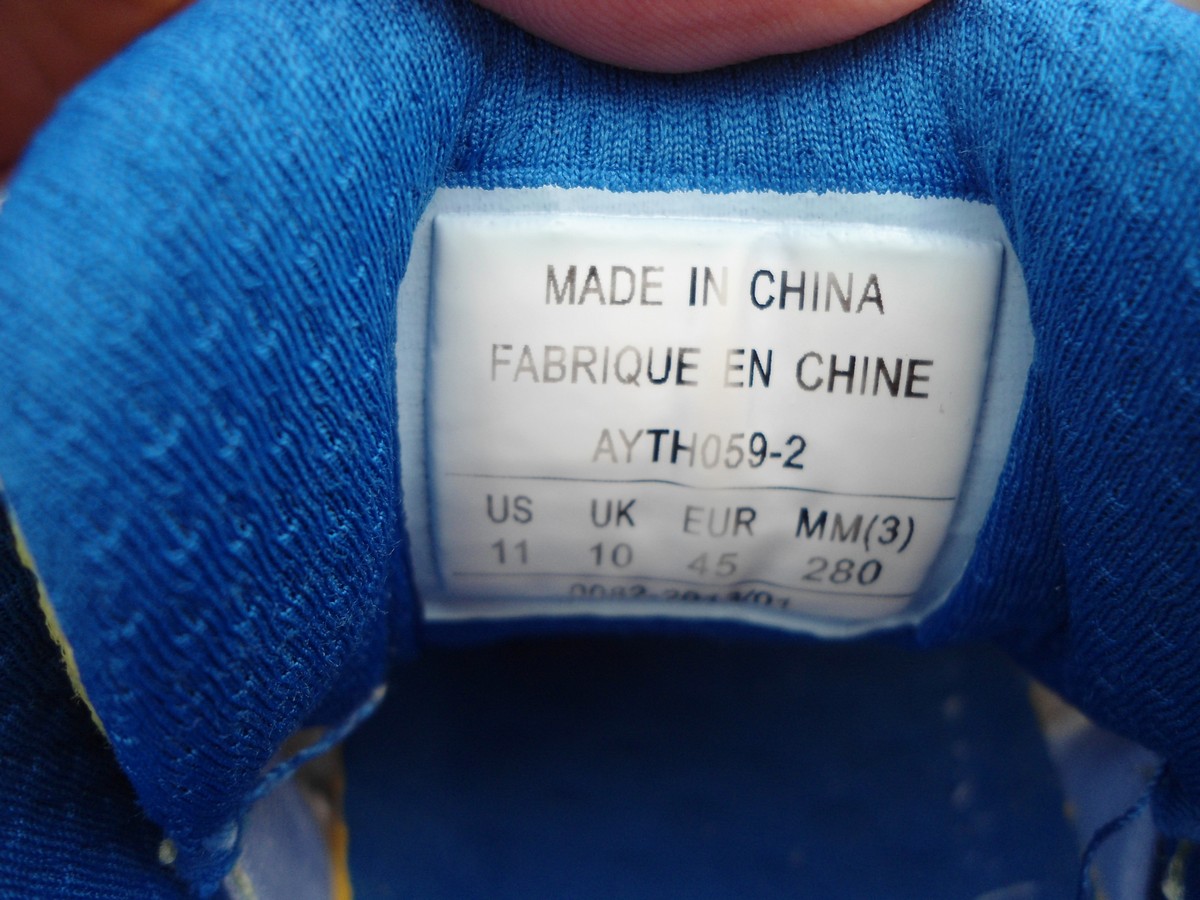 MADE IN CHINA
FABRIQUE EN CHINE
AYTH059-2
US UK EUR MM(3)
11 10 45 280